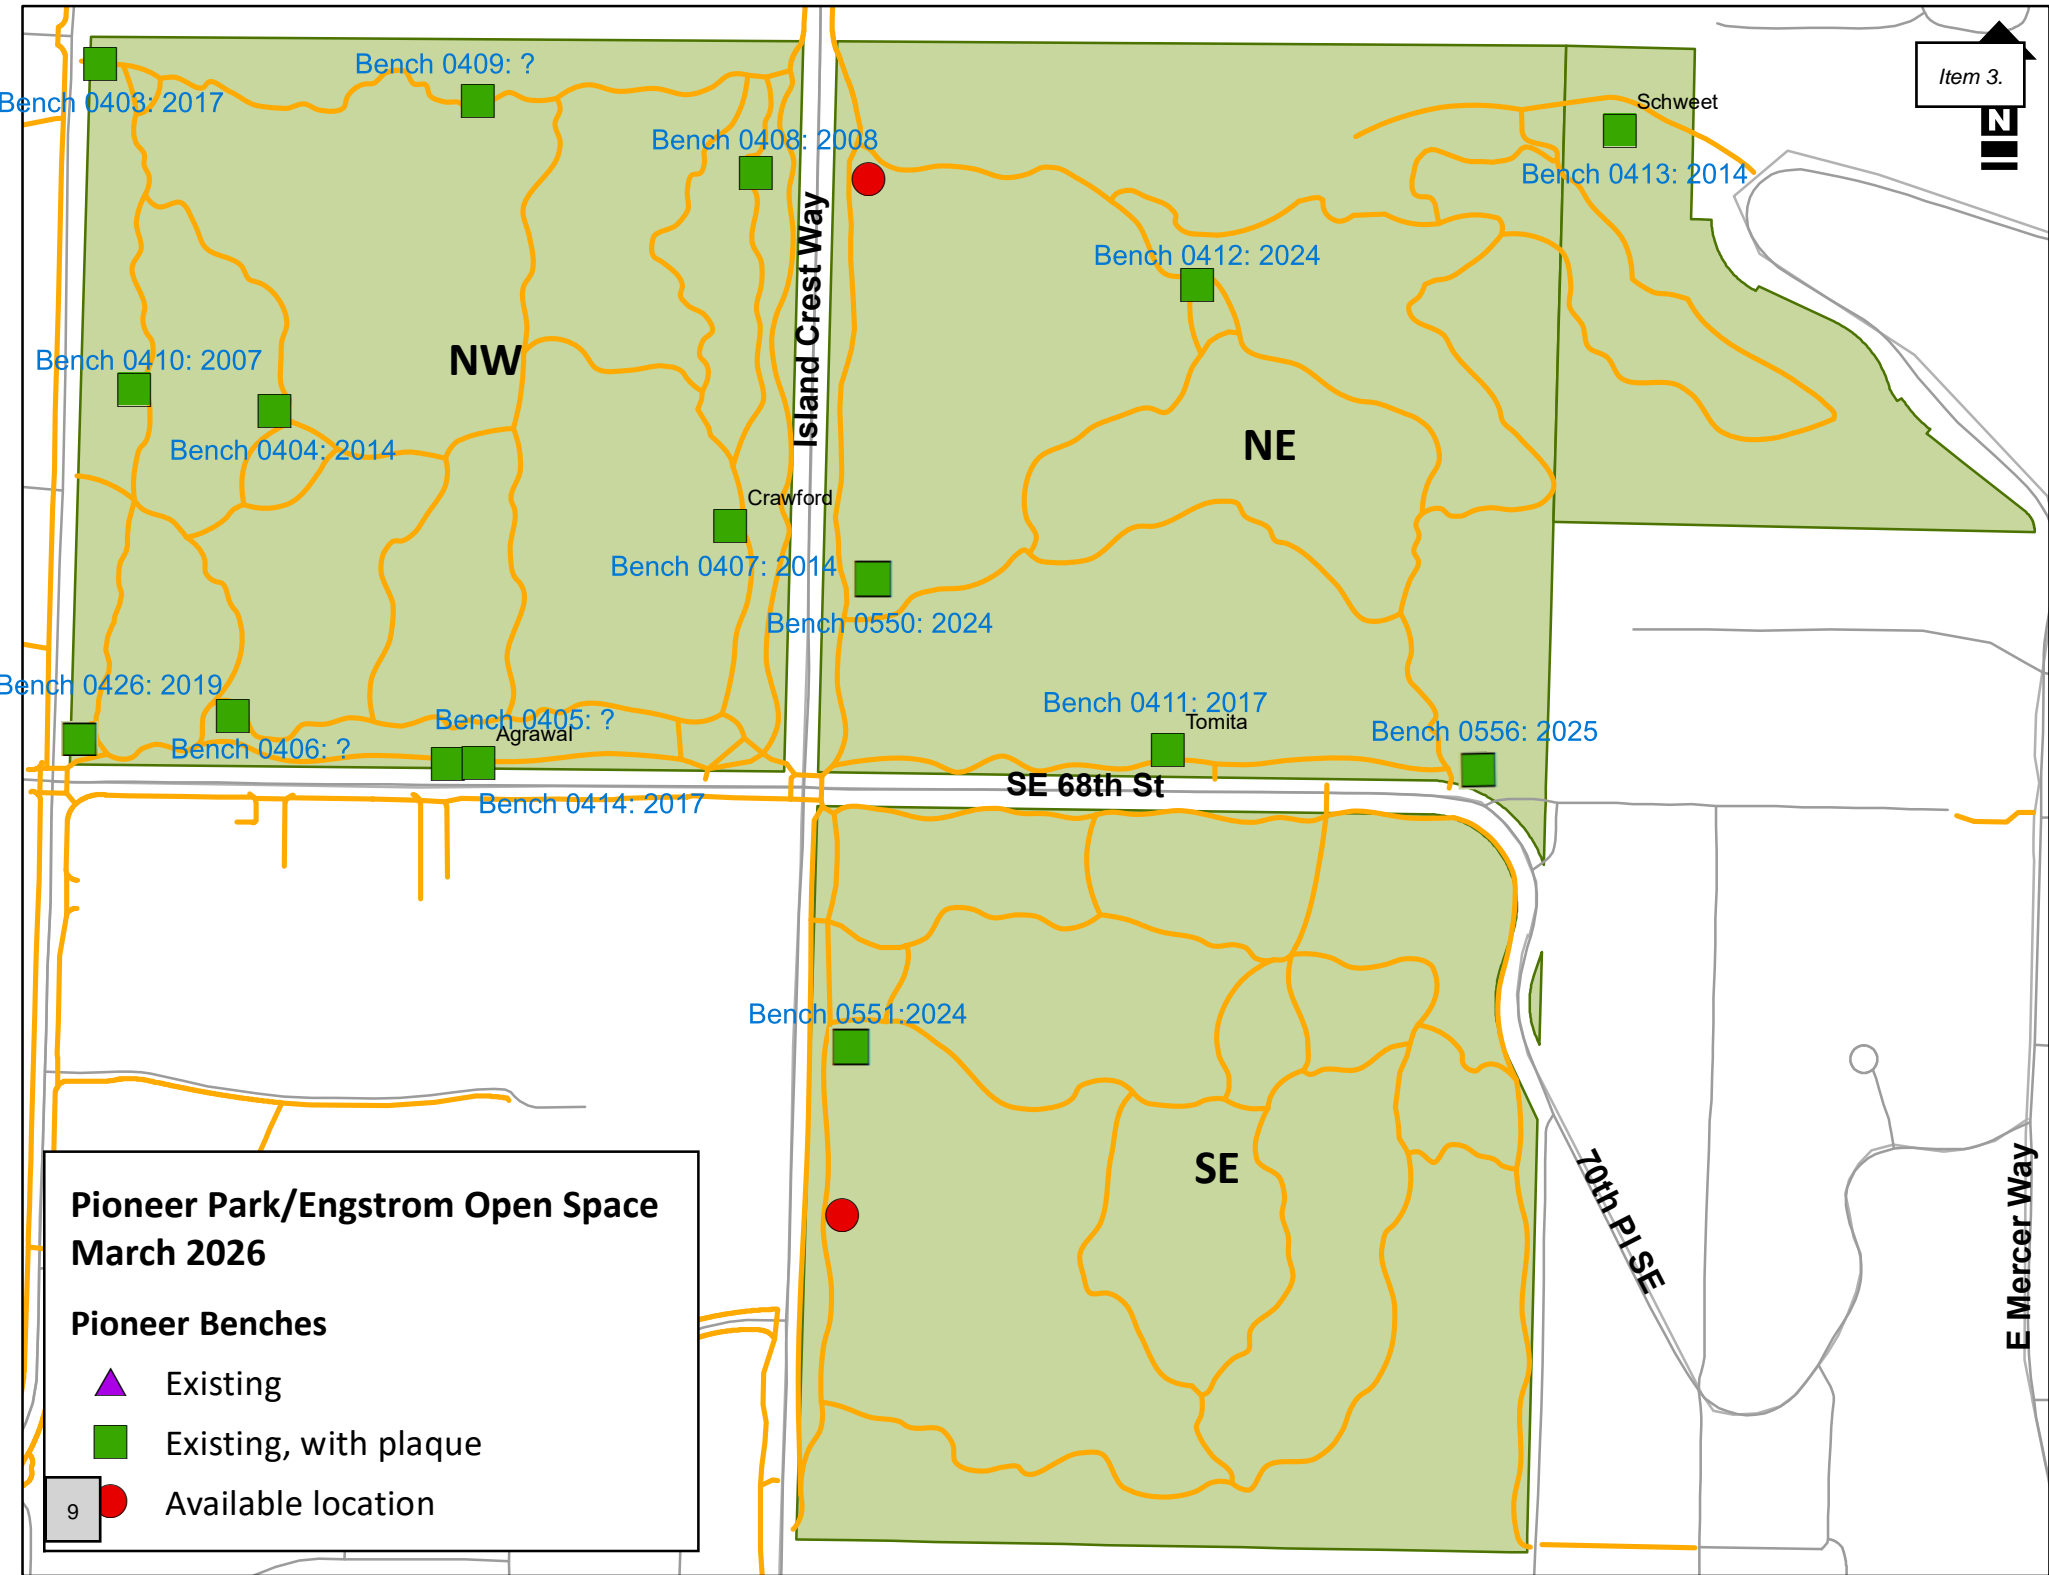 Bench 0409: ?
Item 3.
Bench 0403: 2017
Schweet
N
Bench 0408: 2008
Bench 0413: 2014
Island Crest Way
Bench 0412: 2024
NW
Bench 0410: 2007
NE
Bench 0404: 2014
Crawford
Bench 0407: 2014
Bench 0550: 2024
Bench 0426: 2019
Bench 0411: 2017
Tomita
Bench 0405: ?
Agrawal
Bench 0556: 2025
Bench 0406: ?
SE 68th St
Bench 0414: 2017
Bench 0551:2024
SE
70th Pl SE
E Mercer Way
Pioneer Park/Engstrom Open Space
March 2026
Pioneer Benches
Existing
Existing, with plaque
Available location
9